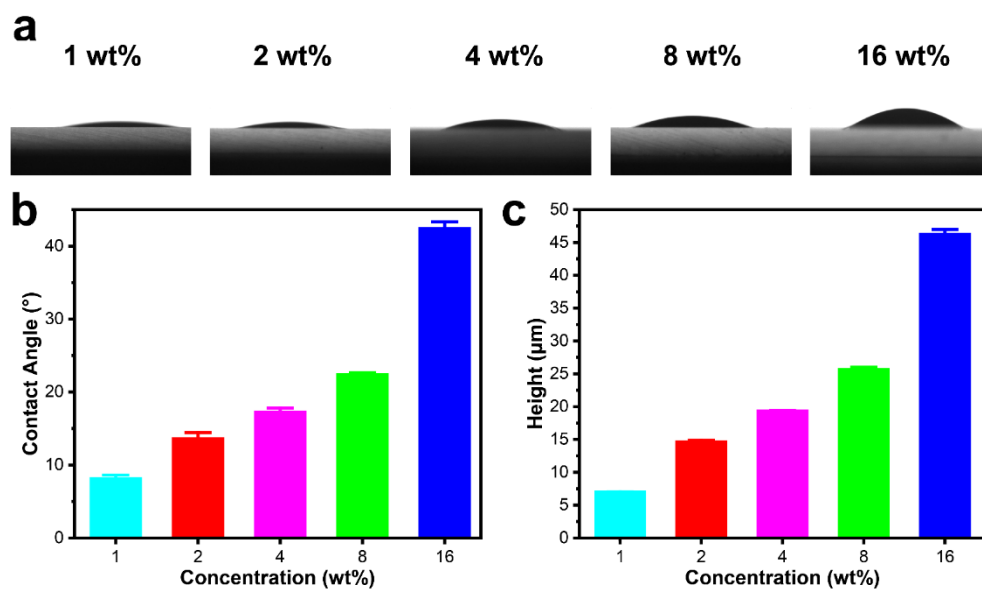 a
1 wt% 2 wt% 4 wt% 8 wt% 16 wt%
b
Contact Angle (°)
40
30
20
10
0
1 2 4 8 16
Concentration (wt%)
c
Height (μm)
50
45
40
35
30
25
20
15
10
5
0
1 2 4 8 16
Concentration (wt%)